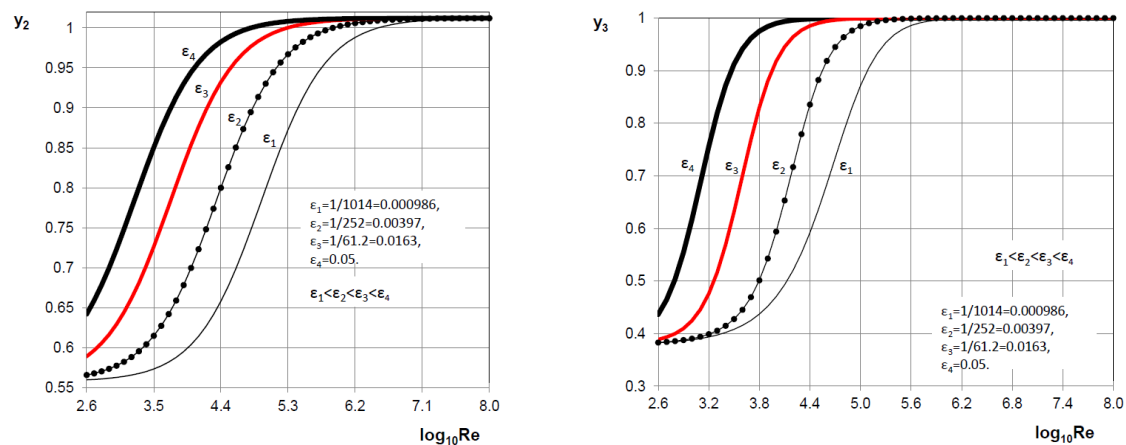 y2
1
0.95
0.9
0.85
0.8
0.75
0.7
0.65
0.6
0.55
ε4
ε3
ε2
ε1
ε1=1/1014=0.000986,
ε2=1/252=0.00397,
ε3=1/61.2=0.0163,
ε4=0.05.
ε1<ε2<ε3<ε4
2.6 3.5 4.4 5.3 6.2 7.1 8.0
log10Re
y3
1
0.9
0.8
0.7
0.6
0.5
0.4
0.3
ε4
ε3
ε2
ε1
ε1<ε2<ε3<ε4
ε1=1/1014=0.000986,
ε2=1/252=0.00397,
ε3=1/61.2=0.0163,
ε4=0.05.
2.6 3.2 3.8 4.4 5.0 5.6 6.2 6.8 7.4 8.0
log10Re